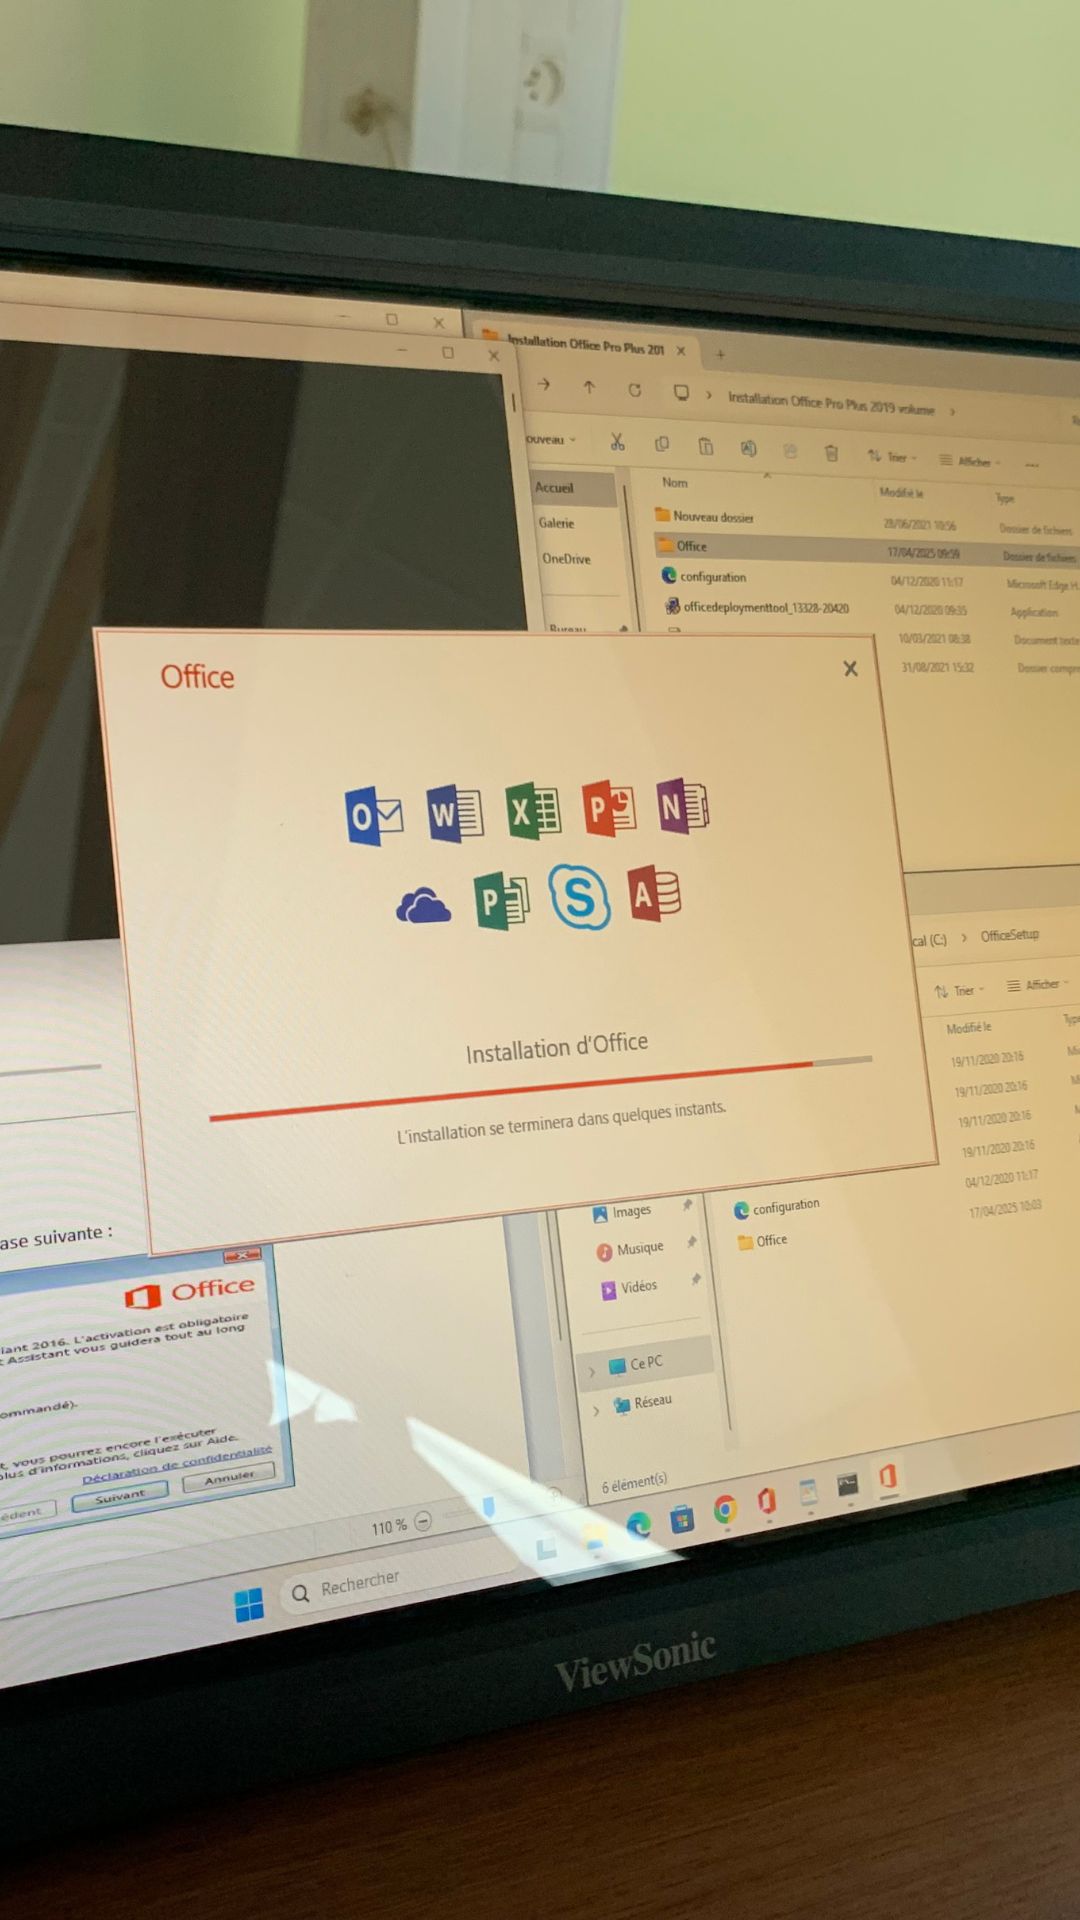 Installation Office Pro Plus 201
Installation Office Pro Plus 2019 volume
ouveau
Trier
Afficher
Accueil
Galerie
OneDrive
Bureau
Nom
Modifié le
Type
Nouveau dossier
28/06/2021 10:56
Dossier de fichiers
Office
17/04/2025 09:59
Dossier de fichiers
configuration
04/12/2020 11:17
Microsoft Edge H
officedeploymenttool_13328-20420
04/12/2020 09:35
Application
10/03/2021 08:38
Document texte
31/08/2021 15:32
Dossier compre
Office
O
W
X
P
N
P
S
A
Installation d'Office
L'installation se terminera dans quelques instants.
cal (C:)
OfficeSetup
Trier
Afficher
Modifié le
Type
19/11/2020 20:16
19/11/2020 20:16
19/11/2020 20:16
19/11/2020 20:16
04/12/2020 11:17
17/04/2025 10:03
Images
Musique
Vidéos
Ce PC
Réseau
configuration
Office
6 élément(s)
ase suivante :
Office
iant 2016. L'activation est obligatoire
t Assistant vous guidera tout au long
ommandé).
t, vous pourrez encore l'exécuter
plus d'informations, cliquez sur Aide.
Déclaration de confidentialité
édent
Suivant
Annuler
110 %
Rechercher
ViewSonic